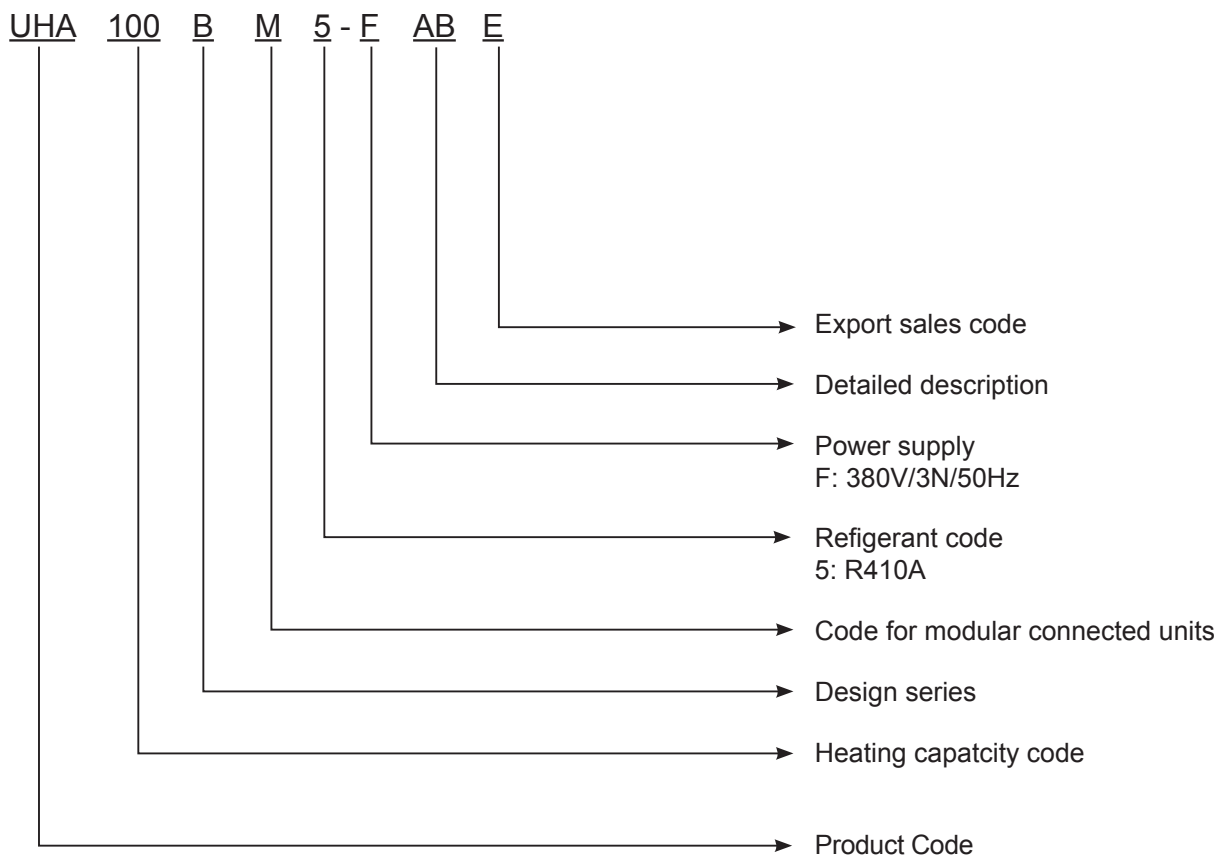 UHA 100 B M 5 - F AB E
Export sales code
Detailed description
Power supply
F: 380V/3N/50Hz
Refigerant code
5: R410A
Code for modular connected units
Design series
Heating capatcity code
Product Code